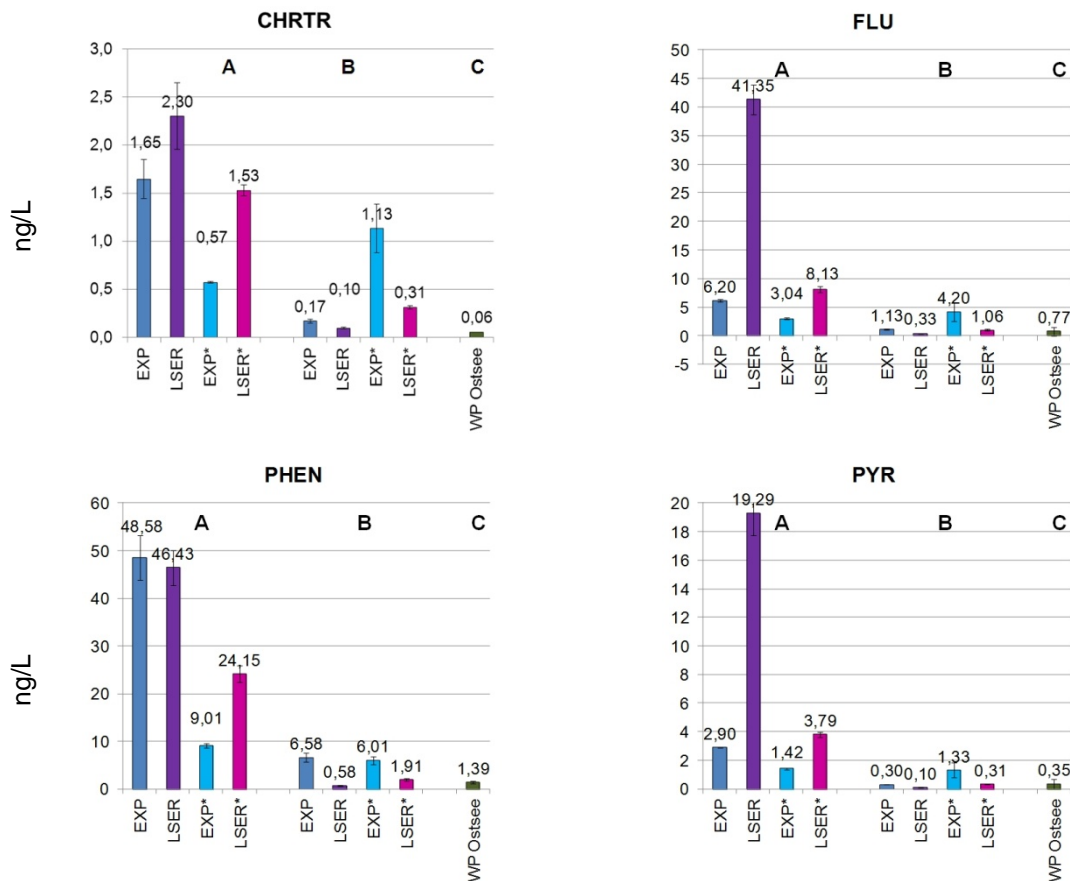 CHRTR
3,0
2,5
2,0
1,5
1,0
0,5
0,0
ng/L
A
B
C
1,65
2,30
0,57
1,53
0,17
0,10
1,13
0,31
0,06
EXP
LSER
EXP*
LSER*
EXP
LSER
EXP*
LSER*
WP Ostsee
FLU
50
45
40
35
30
25
20
15
10
5
0
-5
A
B
C
6,20
41,35
3,04
8,13
1,13
0,33
4,20
1,06
0,77
EXP
LSER
EXP*
LSER*
EXP
LSER
EXP*
LSER*
WP Ostsee
PHEN
60
50
40
30
20
10
0
ng/L
A
B
C
48,58
46,43
9,01
24,15
6,58
0,58
6,01
1,91
1,39
EXP
LSER
EXP*
LSER*
EXP
LSER
EXP*
LSER*
WP Ostsee
PYR
20
18
16
14
12
10
8
6
4
2
0
A
B
C
2,90
19,29
1,42
3,79
0,30
0,10
1,33
0,31
0,35
EXP
LSER
EXP*
LSER*
EXP
LSER
EXP*
LSER*
WP Ostsee